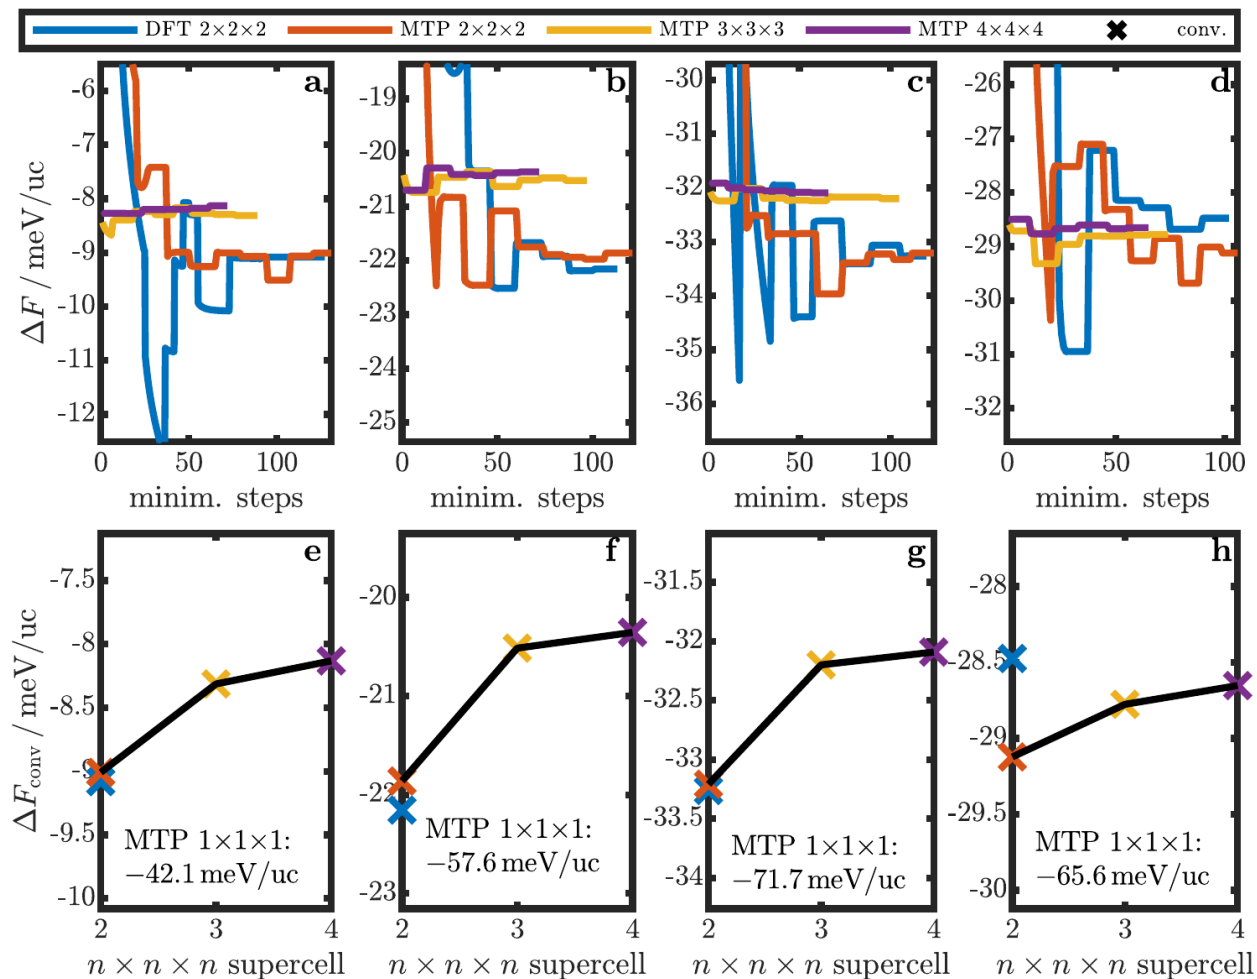 DFT 2×2×2 MTP 2×2×2 MTP 3×3×3 MTP 4×4×4 conv.
a b c d
ΔF / meV/uc
-6
-7
-8
-9
-10
-11
-12
0 50 100
minim. steps
-19
-20
-21
-22
-23
-24
-25
0 50 100
minim. steps
-30
-31
-32
-33
-34
-35
-36
0 50 100
minim. steps
-26
-27
-28
-29
-30
-31
-32
0 50 100
minim. steps
e f g h
ΔF_conv / meV/uc
-7.5
-8
-8.5
-9
-9.5
-10
MTP 1×1×1:
−42.1 meV/uc
2 3 4
n × n × n supercell
-20
-21
-22
-23
MTP 1×1×1:
−57.6 meV/uc
2 3 4
n × n × n supercell
-31.5
-32
-32.5
-33
-33.5
-34
MTP 1×1×1:
−71.7 meV/uc
2 3 4
n × n × n supercell
-28
-28.5
-29
-29.5
-30
MTP 1×1×1:
−65.6 meV/uc
2 3 4
n × n × n supercell